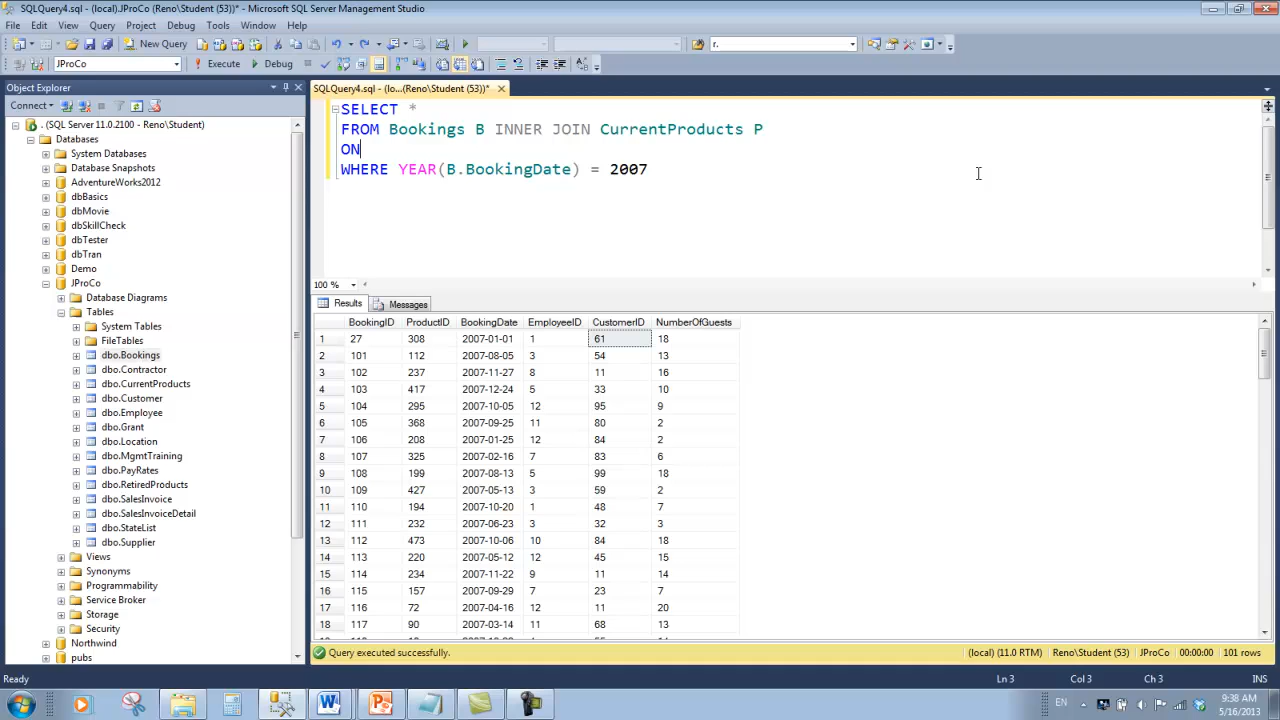 SQLQuery4.sql - (local).JProCo (Reno\Student (53))* - Microsoft SQL Server Management Studio
File Edit View Query Project Debug Tools Window Help
New Query r.
JProCo Execute Debug
Object Explorer
SQLQuery4.sql - (lo...(Reno\Student (53))*
Connect
. (SQL Server 11.0.2100 - Reno\Student)
Databases
System Databases
Database Snapshots
AdventureWorks2012
dbBasics
dbMovie
dbSkillCheck
dbTester
dbTran
Demo
JProCo
Database Diagrams
Tables
System Tables
FileTables
dbo.Bookings
dbo.Contractor
dbo.CurrentProducts
dbo.Customer
dbo.Employee
dbo.Grant
dbo.Location
dbo.MgmtTraining
dbo.PayRates
dbo.RetiredProducts
dbo.SalesInvoice
dbo.SalesInvoiceDetail
dbo.StateList
dbo.Supplier
Views
Synonyms
Programmability
Service Broker
Storage
Security
Northwind
pubs
SELECT *
FROM Bookings B INNER JOIN CurrentProducts P
ON
WHERE YEAR(B.BookingDate) = 2007
100 %
Results Messages
BookingID ProductID BookingDate EmployeeID CustomerID NumberOfGuests
1 27 308 2007-01-01 1 61 18
2 101 112 2007-08-05 3 54 13
3 102 237 2007-11-27 8 11 16
4 103 417 2007-12-24 5 33 10
5 104 295 2007-10-05 12 95 9
6 105 368 2007-09-25 11 80 2
7 106 208 2007-01-25 12 84 2
8 107 325 2007-02-16 7 83 6
9 108 199 2007-08-13 5 99 18
10 109 427 2007-05-13 3 59 2
11 110 194 2007-10-20 1 48 7
12 111 232 2007-06-23 3 32 3
13 112 473 2007-10-06 10 84 18
14 113 220 2007-05-12 12 45 15
15 114 234 2007-11-22 9 11 14
16 115 157 2007-09-29 7 23 7
17 116 72 2007-04-16 12 11 20
18 117 90 2007-03-14 11 68 13
Query executed successfully. (local) (11.0 RTM) Reno\Student (53) JProCo 00:00:00 101 rows
Ready Ln 3 Col 3 Ch 3 INS
EN 9:38 AM
5/16/2013